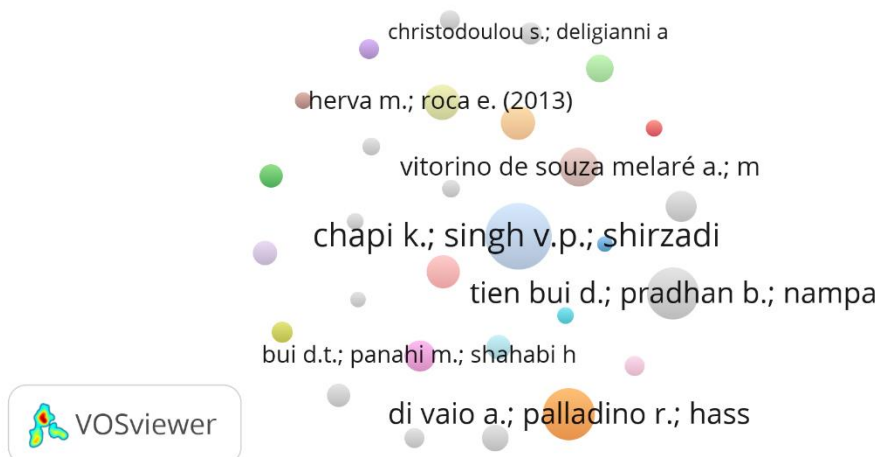 christodoulou s.; deligianni a
herva m.; roca e. (2013)
vitorino de souza melaré a.; m
chapi k.; singh v.p.; shirzadi
tien bui d.; pradhan b.; nampa
bui d.t.; panahi m.; shahabi h
di vaio a.; palladino r.; hass
VOSviewer